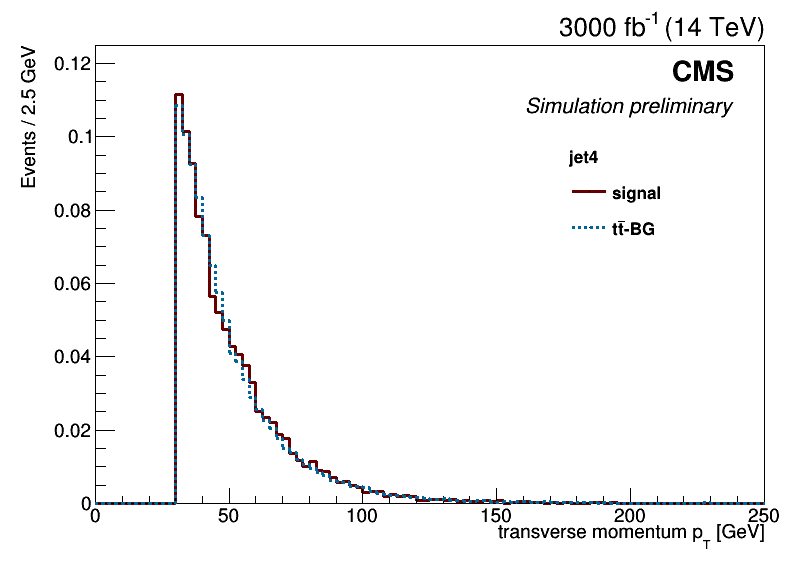 3000 fb⁻¹ (14 TeV)
CMS
Simulation preliminary
jet4
signal
tt̄-BG
Events / 2.5 GeV
0.12
0.1
0.08
0.06
0.04
0.02
0
0 50 100 150 200 250
transverse momentum p_T [GeV]